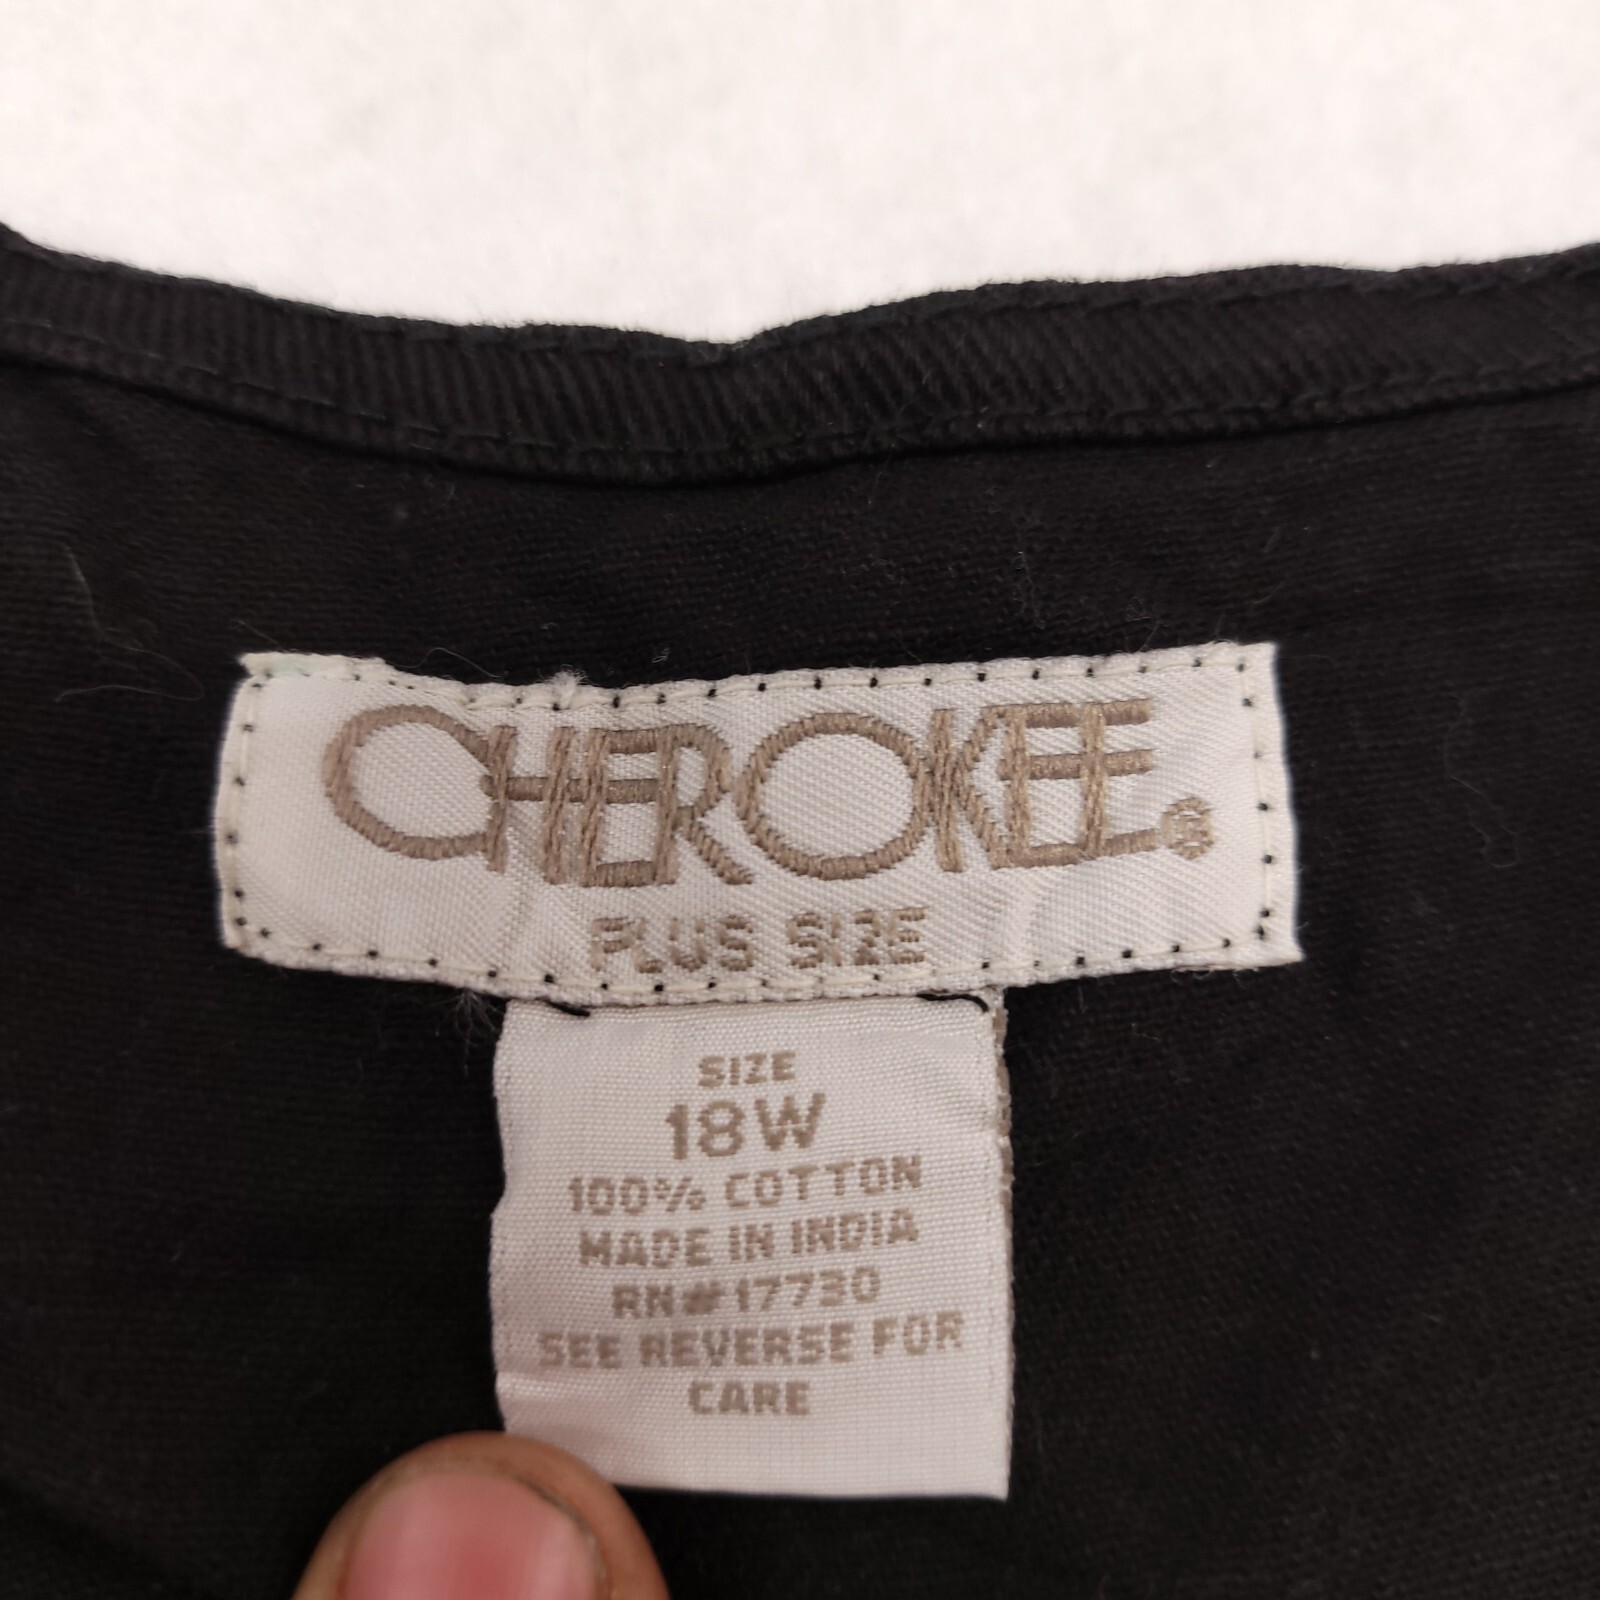 CHEROKEE®
PLUS SIZE
SIZE
18W
100% COTTON
MADE IN INDIA
RN#17730
SEE REVERSE FOR
CARE